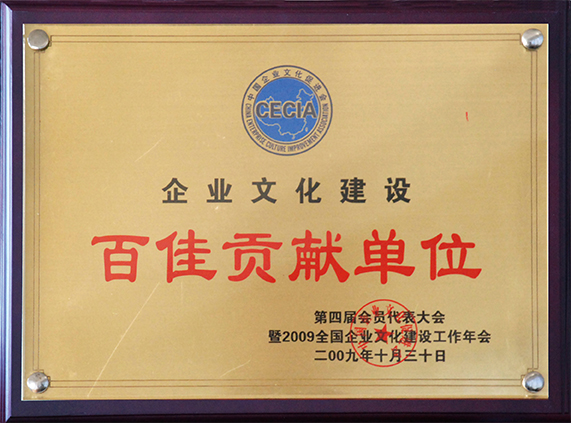 中国企业文化促进会
CECIA
CHINA ENTERPRISE CULTURE IMPROVEMENT ASSOCIATION
企业文化建设
百佳贡献单位
第四届会员代表大会
暨2009全国企业文化建设工作年会
二00九年十月三十日